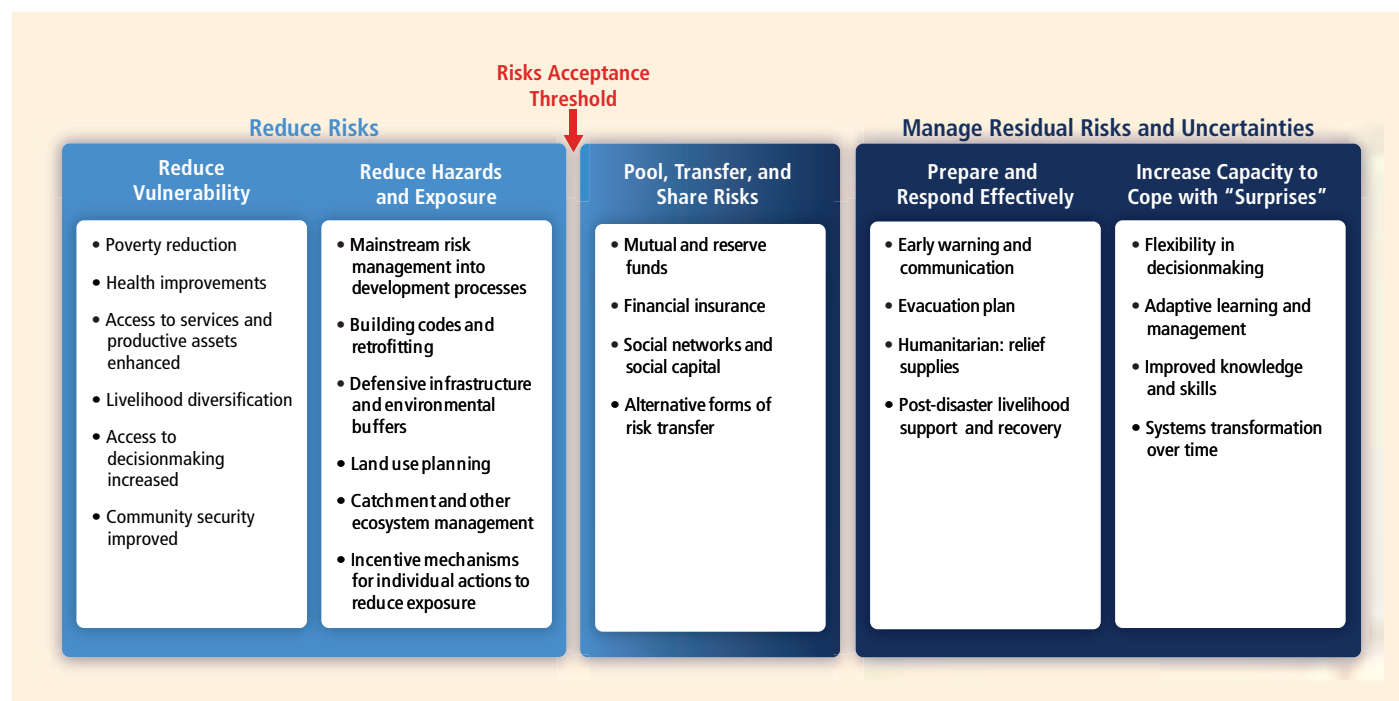 Risks Acceptance
Threshold
Reduce Risks
Manage Residual Risks and Uncertainties
Reduce
Vulnerability
• Poverty reduction
• Health improvements
• Access to services and
productive assets
enhanced
• Livelihood diversification
• Access to
decisionmaking
increased
• Community security
improved
Reduce Hazards
and Exposure
• Mainstream risk
management into
development processes
• Building codes and
retrofitting
• Defensive infrastructure
and environmental
buffers
• Land use planning
• Catchment and other
ecosystem management
• Incentive mechanisms
for individual actions to
reduce exposure
Pool, Transfer, and
Share Risks
• Mutual and reserve
funds
• Financial insurance
• Social networks and
social capital
• Alternative forms of
risk transfer
Prepare and
Respond Effectively
• Early warning and
communication
• Evacuation plan
• Humanitarian: relief
supplies
• Post-disaster livelihood
support and recovery
Increase Capacity to
Cope with “Surprises”
• Flexibility in
decisionmaking
• Adaptive learning and
management
• Improved knowledge
and skills
• Systems transformation
over time